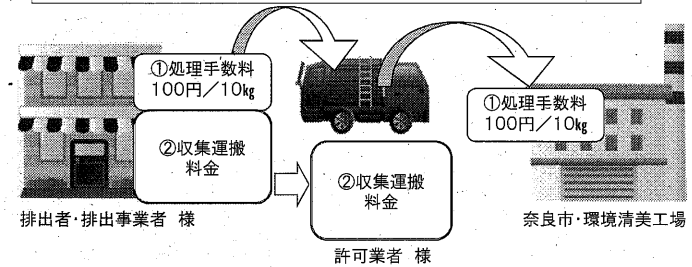 ①処理手数料
100円／10㎏
②収集運搬
料金
排出者・排出事業者 様
②収集運搬
料金
許可業者 様
①処理手数料
100円／10㎏
奈良市・環境清美工場